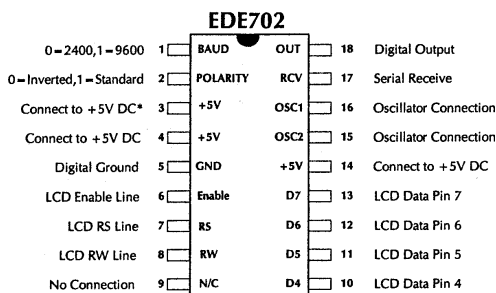 EDE702
0=2400,1=9600 1 BAUD OUT 18 Digital Output
0=Inverted,1=Standard 2 POLARITY RCV 17 Serial Receive
Connect to +5V DC* 3 +5V OSC1 16 Oscillator Connection
Connect to +5V DC 4 +5V OSC2 15 Oscillator Connection
Digital Ground 5 GND +5V 14 Connect to +5V DC
LCD Enable Line 6 Enable D7 13 LCD Data Pin 7
LCD RS Line 7 RS D6 12 LCD Data Pin 6
LCD RW Line 8 RW D5 11 LCD Data Pin 5
No Connection 9 N/C D4 10 LCD Data Pin 4